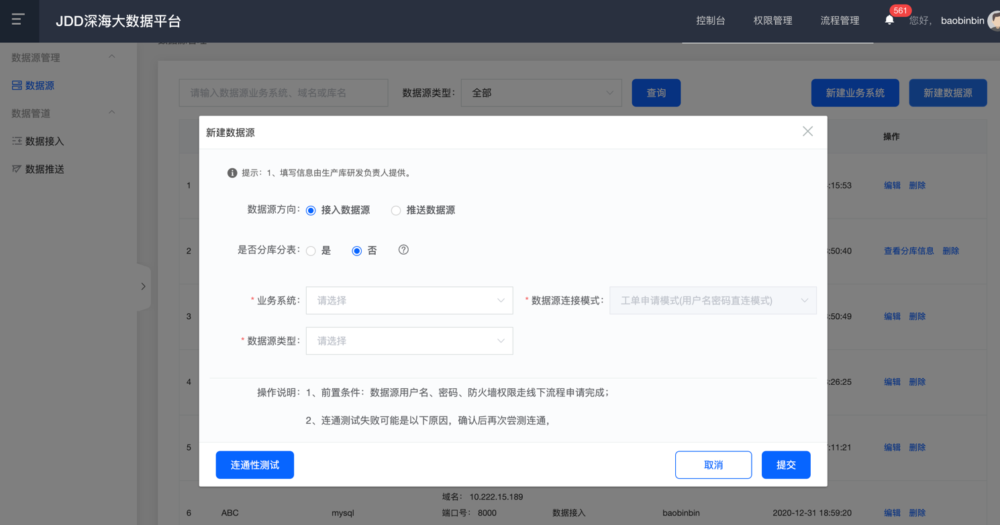 JDD深海大数据平台
控制台 权限管理 流程管理 561 您好, baobinbin
数据源管理
数据源
数据管道
数据接入
数据推送
请输入数据源业务系统、域名或库名 数据源类型: 全部 查询 新建业务系统 新建数据源
操作
新建数据源
提示: 1、填写信息由生产库研发负责人提供。
数据源方向: 接入数据源 推送数据源
是否分库分表: 是 否
* 业务系统: 请选择 * 数据源连接模式: 工单申请模式(用户名密码直连模式)
* 数据源类型: 请选择
操作说明: 1、前置条件: 数据源用户名、密码、防火墙权限走线下流程申请完成;
2、连通测试失败可能是以下原因, 确认后再次尝测连通,
连通性测试 取消 提交
1 :15:53 编辑 删除
2 :50:40 查看分库信息 删除
3 :50:49 编辑 删除
4 :26:25 编辑 删除
5 :11:21 编辑 删除
域名: 10.222.15.189
6 ABC mysql 端口号: 8000 数据接入 baobinbin 2020-12-31 18:59:20 编辑 删除